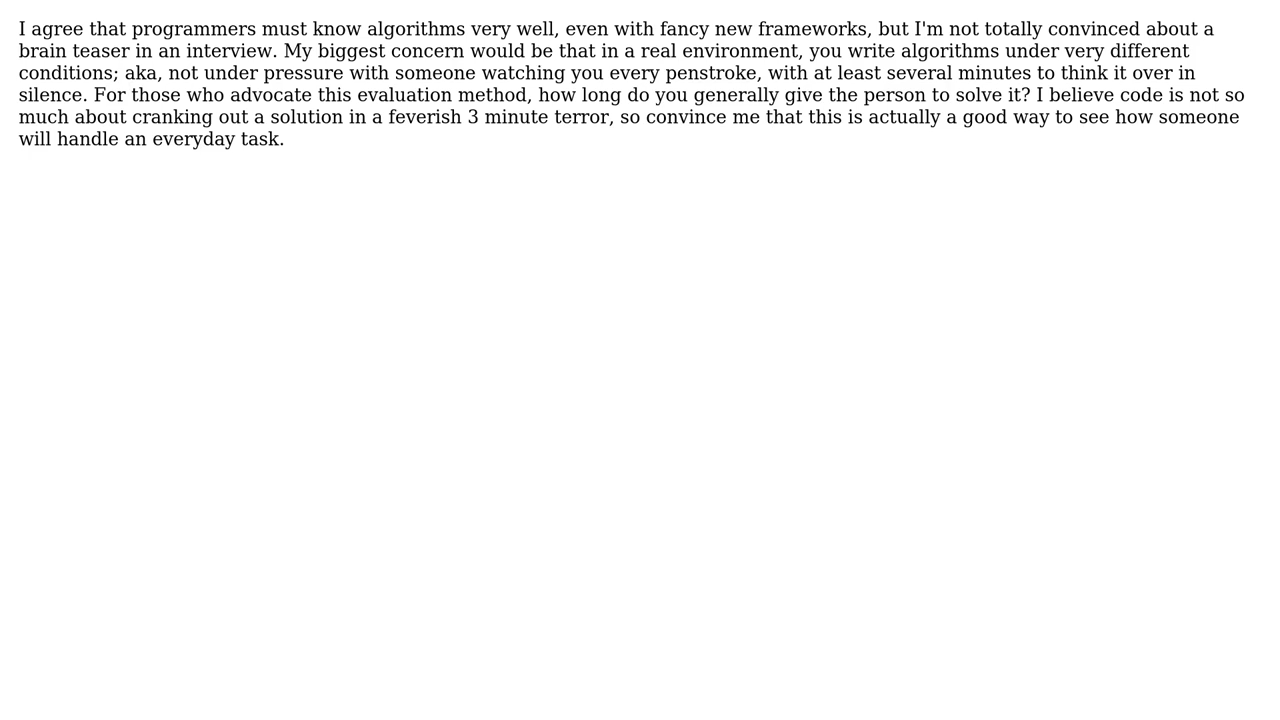 I agree that programmers must know algorithms very well, even with fancy new frameworks, but I'm not totally convinced about a
brain teaser in an interview. My biggest concern would be that in a real environment, you write algorithms under very different
conditions; aka, not under pressure with someone watching you every penstroke, with at least several minutes to think it over in
silence. For those who advocate this evaluation method, how long do you generally give the person to solve it? I believe code is not so
much about cranking out a solution in a feverish 3 minute terror, so convince me that this is actually a good way to see how someone
will handle an everyday task.